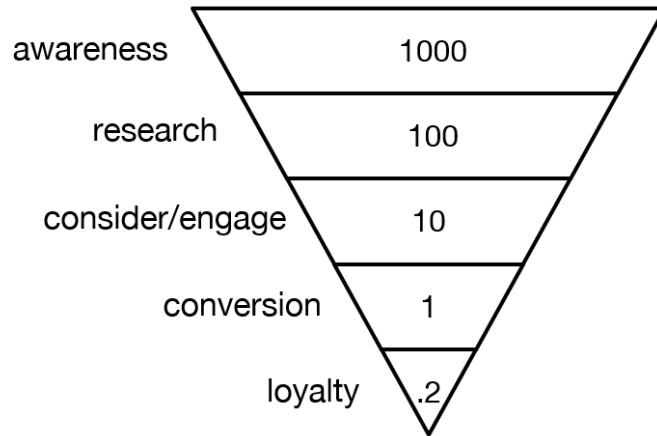 awareness 1000
research 100
consider/engage 10
conversion 1
loyalty .2